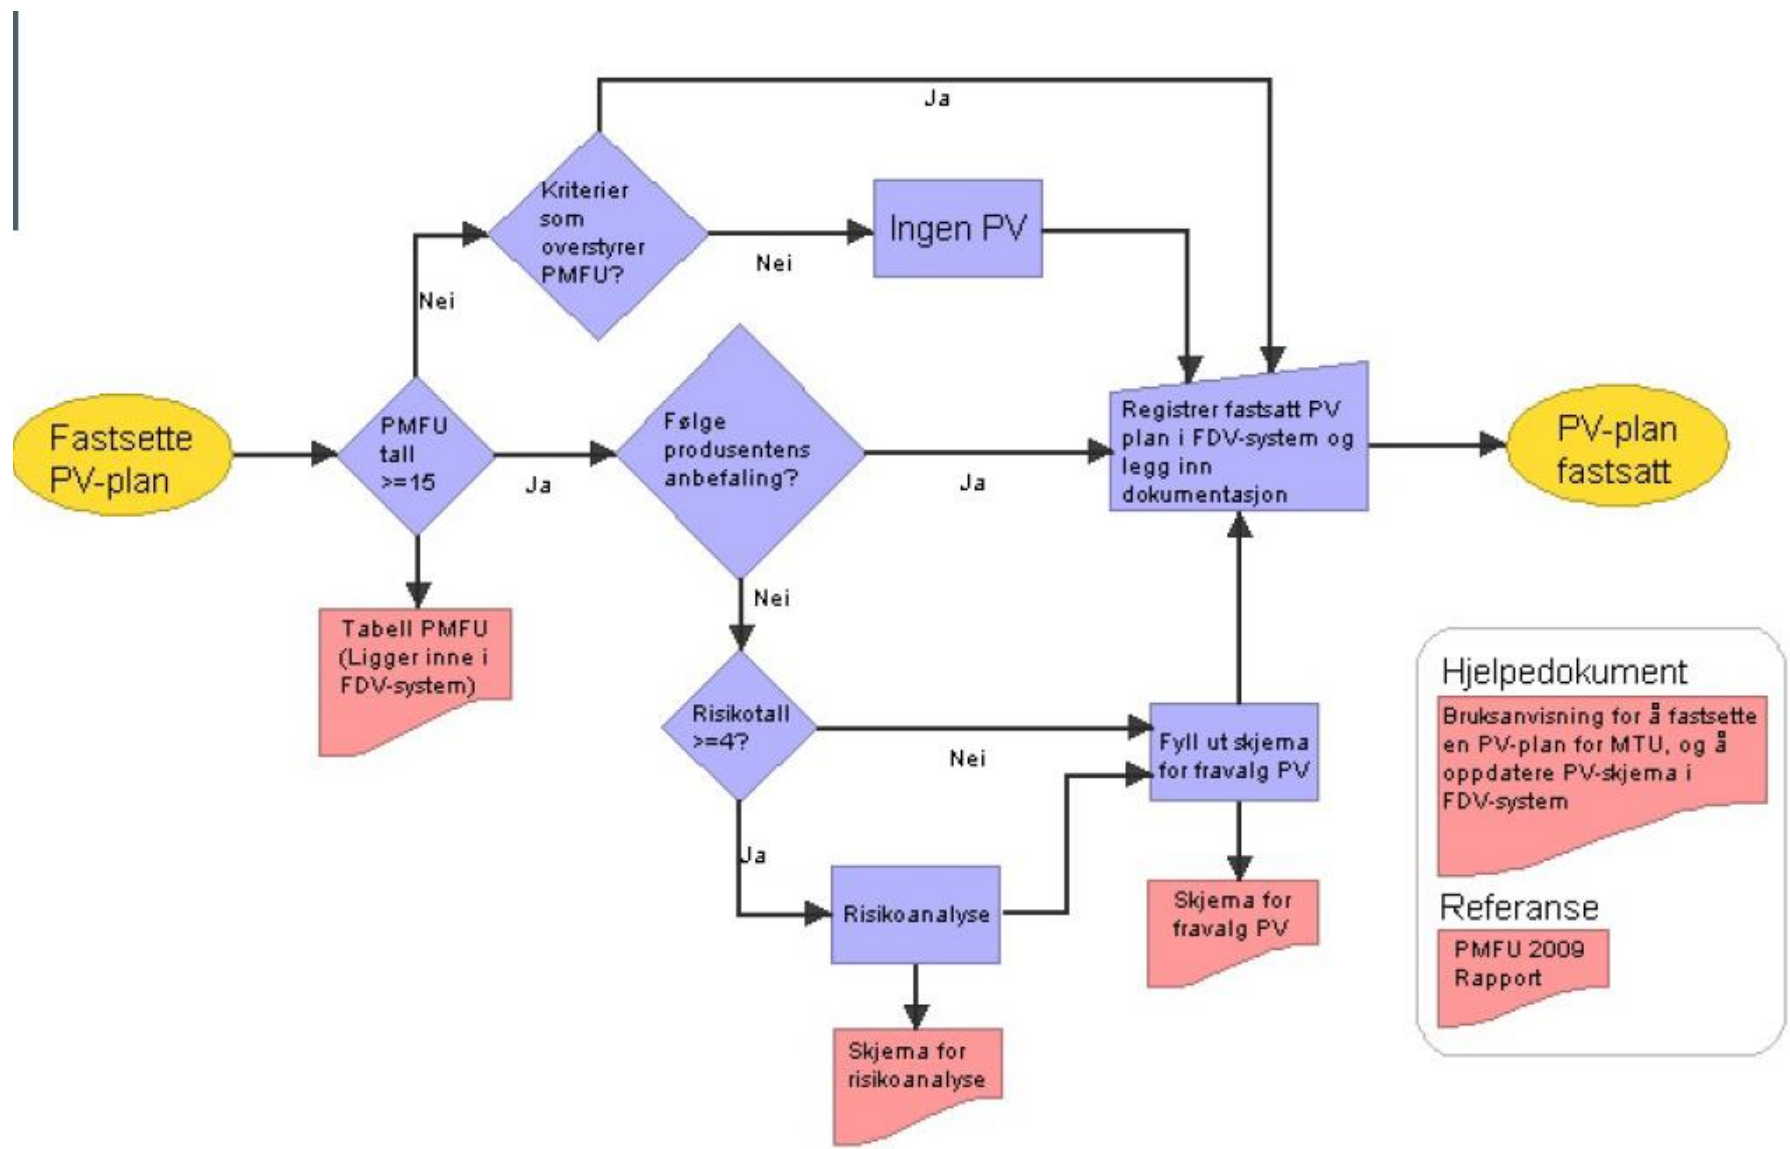 Ja
Kriterier
som
overstyrer
PMFU?
Nei
Ingen PV
Nei
Fastsette
PV-plan
PMFU
tall
>=15
Ja
Følge
produsentens
anbefaling?
Ja
Registrer fastsatt PV
plan i FDV-system og
legg inn
dokumentasjon
PV-plan
fastsatt
Nei
Tabell PMFU
(Ligger inne i
FDV-system)
Risikotall
>=4?
Nei
Fyll ut skjema
for fravalg PV
Ja
Risikoanalyse
Skjema for
fravalg PV
Skjema for
risikoanalyse
Hjelpedokument
Bruksanvisning for å fastsette
en PV-plan for MTU, og å
oppdatere PV-skjema i
FDV-system
Referanse
PMFU 2009
Rapport